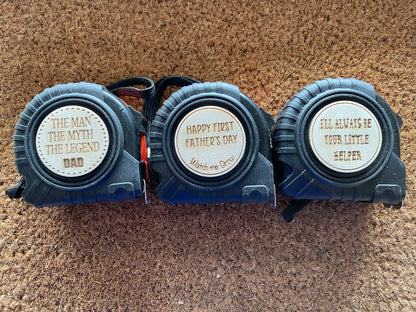 THE MAN
THE MYTH
THE LEGEND
DAD
HAPPY FIRST
FATHER'S DAY
Watch me Grow
I'LL ALWAYS BE
YOUR LITTLE
HELPER